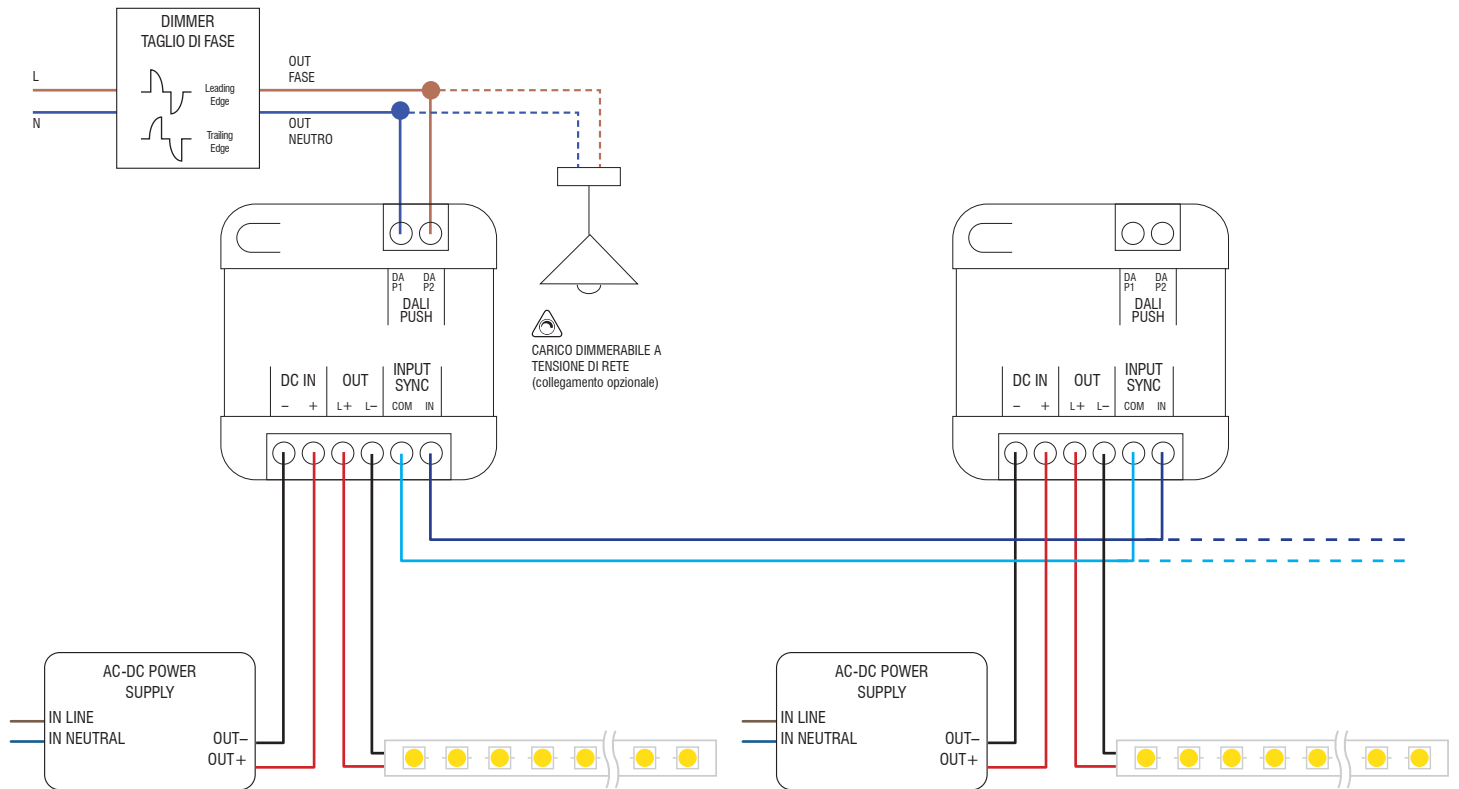 DIMMER
TAGLIO DI FASE
Leading
Edge
Trailing
Edge
L
N
OUT
FASE
OUT
NEUTRO
DA
P1
DA
P2
DALI
PUSH
DC IN
OUT
INPUT
SYNC
–
+
L+
L–
COM
IN
CARICO DIMMERABILE A
TENSIONE DI RETE
(collegamento opzionale)
DA
P1
DA
P2
DALI
PUSH
DC IN
OUT
INPUT
SYNC
–
+
L+
L–
COM
IN
AC-DC POWER
SUPPLY
IN LINE
IN NEUTRAL
OUT–
OUT+
AC-DC POWER
SUPPLY
IN LINE
IN NEUTRAL
OUT–
OUT+